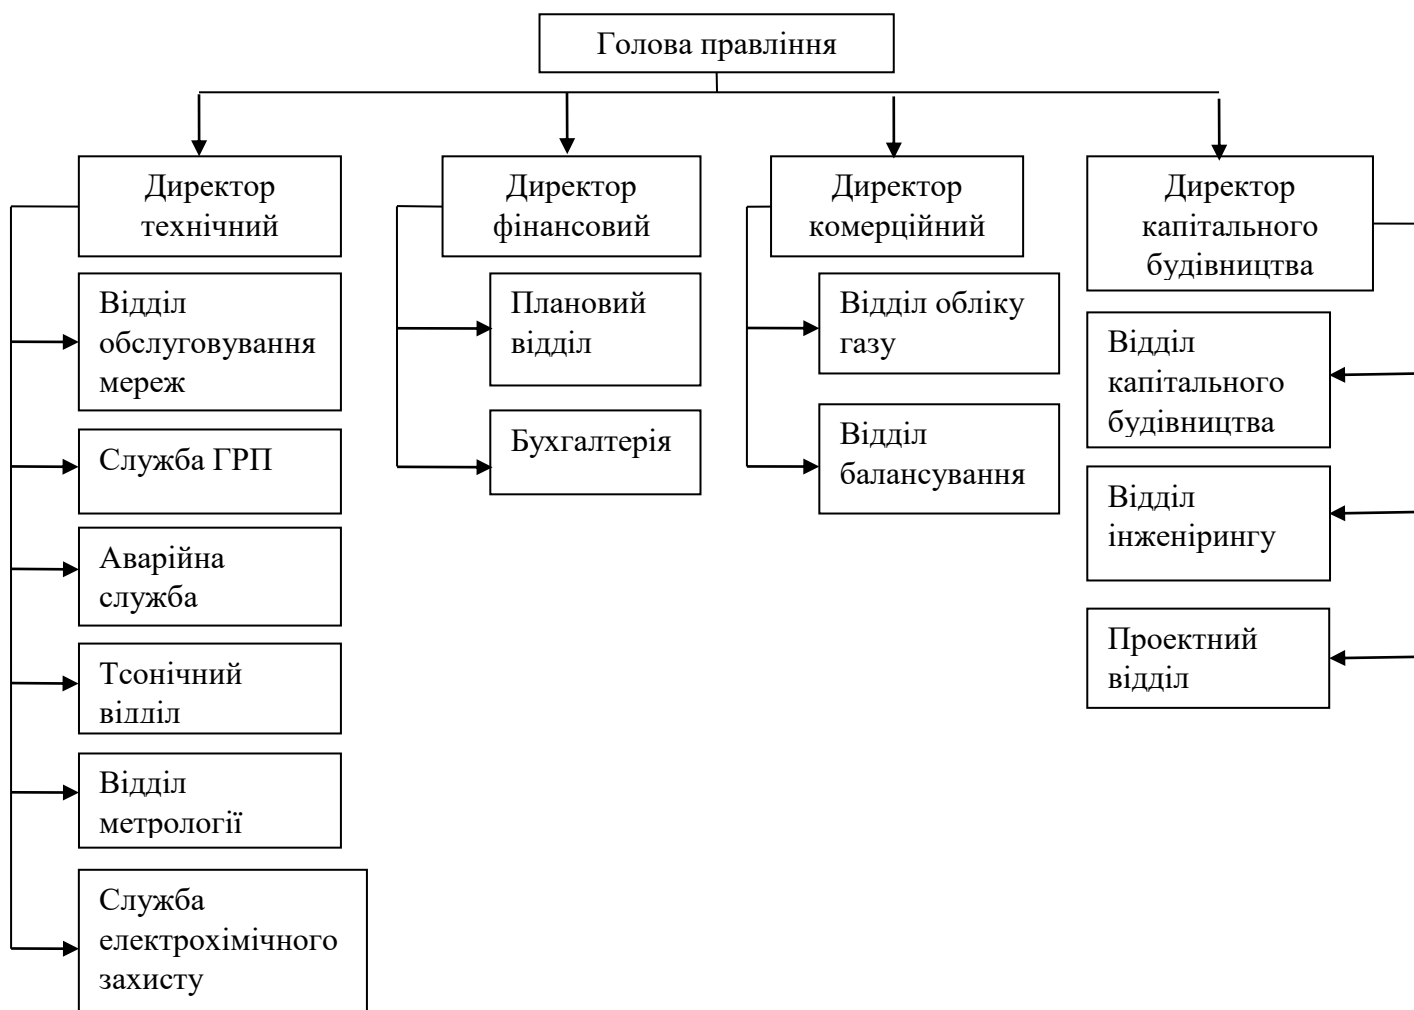 Голова правління
Директор
технічний
Директор
фінансовий
Директор
комерційний
Директор
капітального
будівництва
Відділ
обслуговування
мереж
Служба ГРП
Аварійна
служба
Тсонічний
відділ
Відділ
метрології
Служба
електрохімічного
захисту
Плановий
відділ
Бухгалтерія
Відділ обліку
газу
Відділ
балансування
Відділ
капітального
будівництва
Відділ
інженірингу
Проектний
відділ